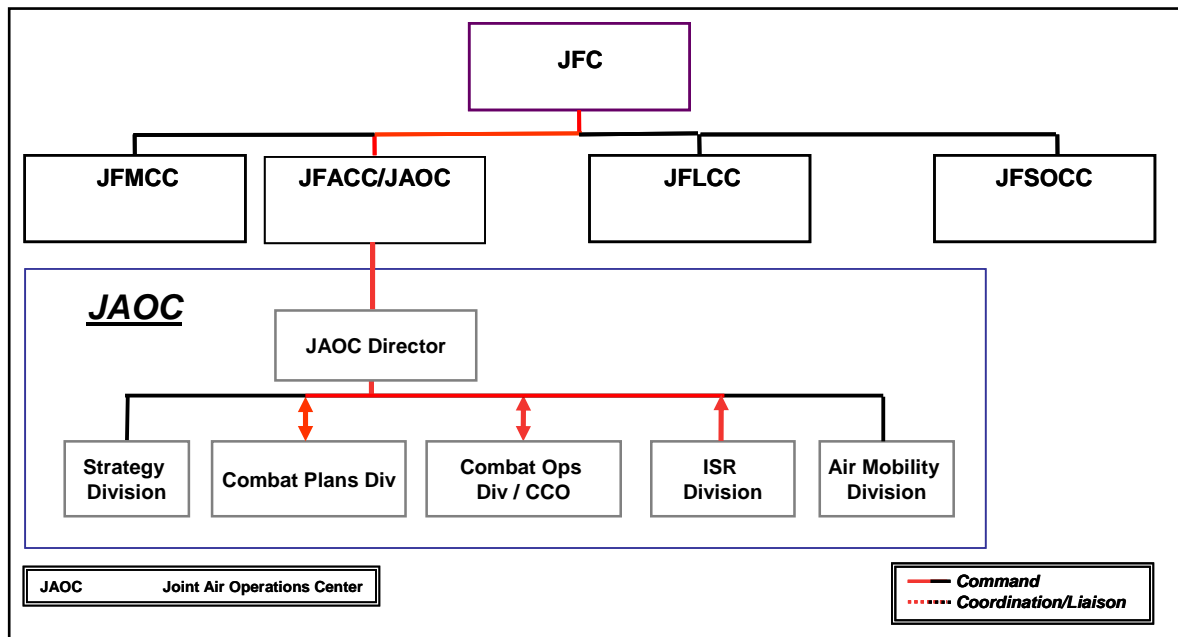 JFC
JFMCC
JFACC/JAOC
JFLCC
JFSOCC
JAOC
JAOC Director
Strategy
Division
Combat Plans Div
Combat Ops
Div / CCO
ISR
Division
Air Mobility
Division
JAOC Joint Air Operations Center
Command
Coordination/Liaison